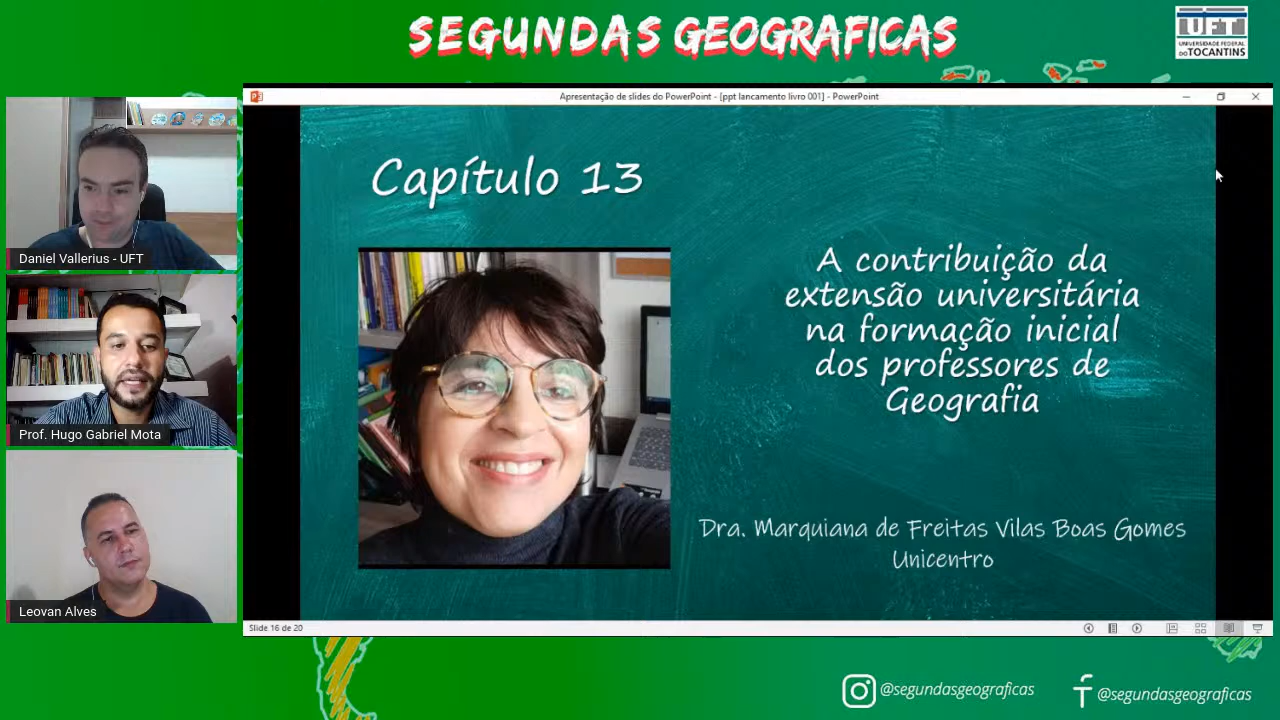 SEGUNDAS GEOGRAFICAS
UFT
UNIVERSIDADE FEDERAL
DO TOCANTINS
Apresentação de slides do PowerPoint - [ppt lancamento livro 001] - PowerPoint
Daniel Vallerius - UFT
Prof. Hugo Gabriel Mota
Leovan Alves
Capítulo 13
A contribuição da
extensão universitária
na formação inicial
dos professores de
Geografia
Dra. Marquiana de Freitas Vilas Boas Gomes
Unicentro
Slide 16 de 20
@segundasgeograficas
@segundasgeograficas